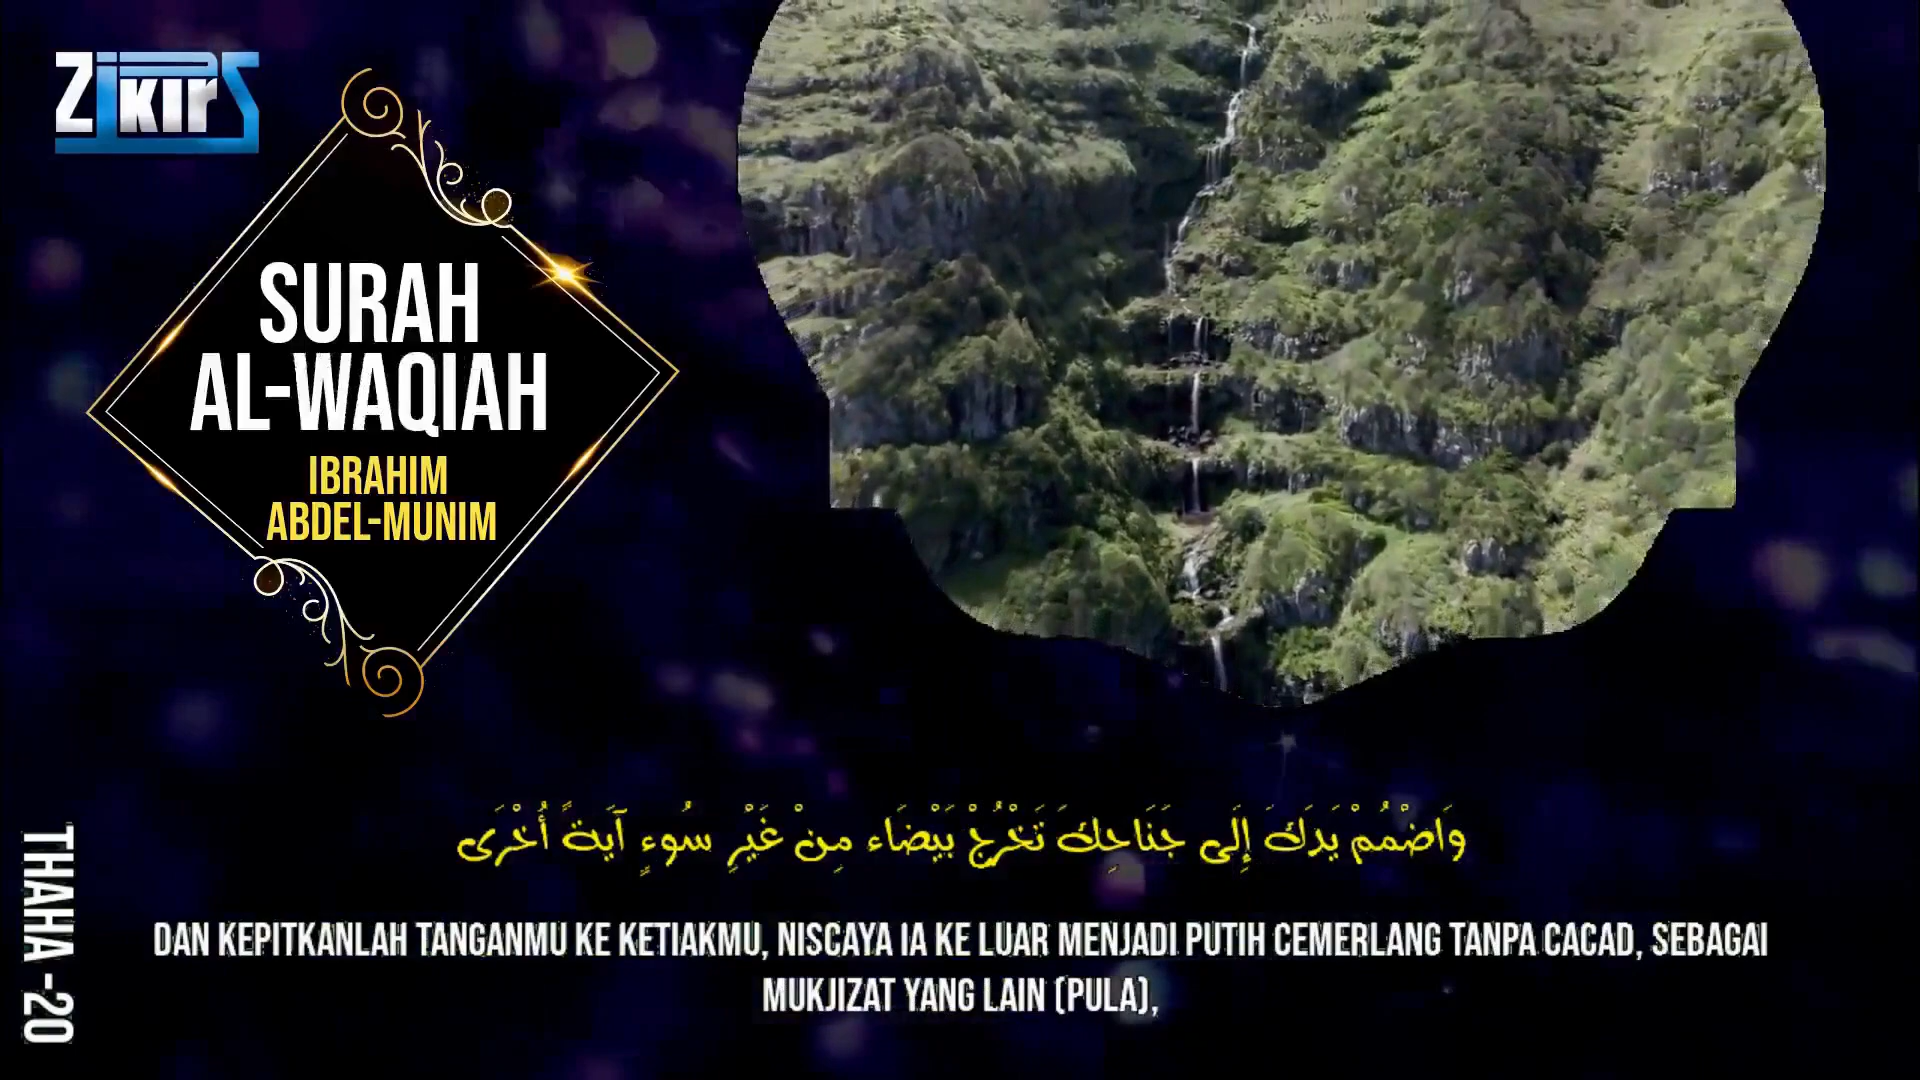 ZikirS
SURAH
AL-WAQIAH
IBRAHIM
ABDEL-MUNIM
وَاضْمُمْ يَدَكَ إِلَى جَنَاحِكَ تَخْرُجْ بَيْضَاء مِنْ غَيْرِ سُوءٍ آيَةً أُخْرَى
DAN KEPITKANLAH TANGANMU KE KETIAKMU, NISCAYA IA KE LUAR MENJADI PUTIH CEMERLANG TANPA CACAD, SEBAGAI
MUKJIZAT YANG LAIN (PULA),
THAHA -20